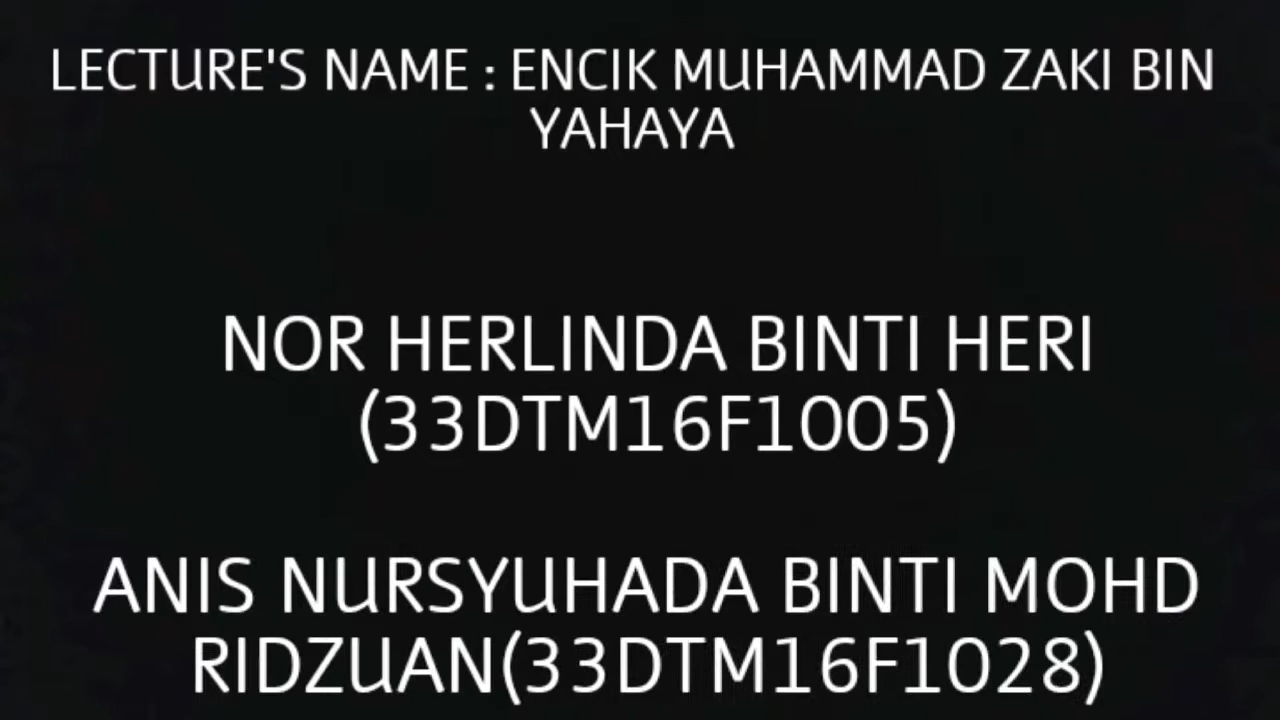 LECTURE'S NAME : ENCIK MUHAMMAD ZAKI BIN
YAHAYA
NOR HERLINDA BINTI HERI
(33DTM16F1005)
ANIS NURSYUHADA BINTI MOHD
RIDZUAN(33DTM16F1028)